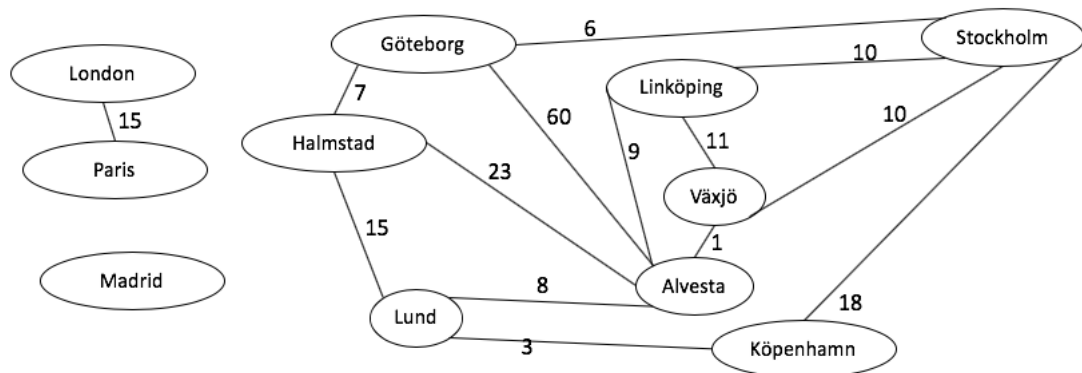 London
15
Paris
Madrid
Göteborg
6
Stockholm
Linköping
10
7
60
10
Halmstad
9
11
23
Växjö
15
1
8
Alvesta
Lund
3
18
Köpenhamn